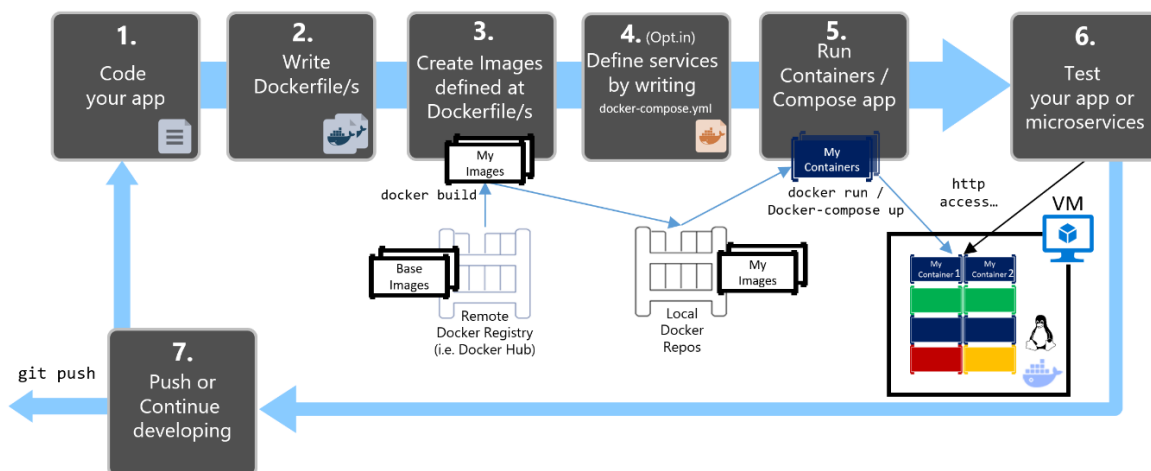 1.
Code
your app
2.
Write
Dockerfile/s
3.
Create Images
defined at
Dockerfile/s
My
Images
4. (Opt.in)
Define services
by writing
docker-compose.yml
5.
Run
Containers /
Compose app
My
Containers
6.
Test
your app or
microservices
docker build
docker run /
Docker-compose up
http
access…
VM
Base
Images
Remote
Docker Registry
(i.e. Docker Hub)
My
Images
Local
Docker
Repos
My
Container 1
My
Container 2
7.
Push or
Continue
developing
git push